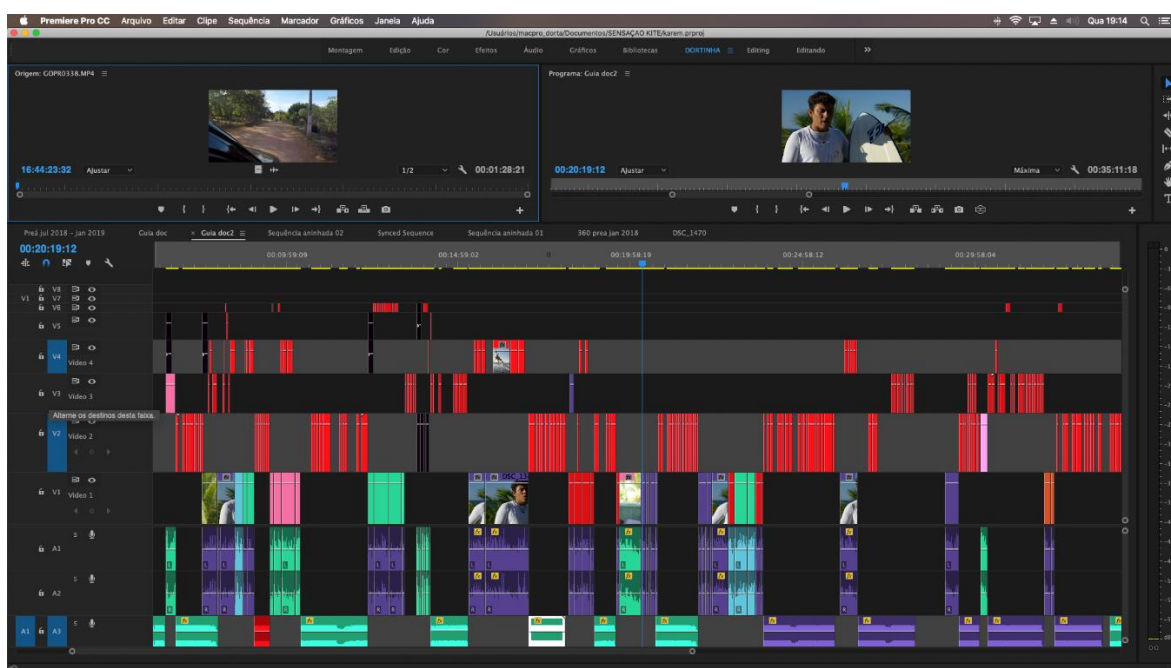 Premiere Pro CC Arquivo Editar Clipe Sequência Marcador Gráficos Janela Ajuda Qua 19:14
/Usuários/macpro_dorta/Documentos/SENSAÇAO KITE/karem.prproj
Montagem Edição Cor Efeitos Áudio Gráficos Bibliotecas DORTINHA Editing Editando »
Origem: GOPR0338.MP4
Programa: Guia doc2
16:44:23:32 Ajustar 1/2 00:01:28:21
00:20:19:12 Ajustar Máxima 00:35:11:18
Preá jul 2018 - jan 2019 Guia doc × Guia doc2 Sequência aninhada 02 Synced Sequence Sequência aninhada 01 360 prea jan 2018 DSC_1470
00:20:19:12
00:09:59:09 00:14:59:02 00:19:58:19 00:24:58:12 00:29:58:04
V8
V1 V7
V6
V5
V4 Vídeo 4
V3 Vídeo 3
Alterne os destinos desta faixa.
V2 Vídeo 2
V1 Vídeo 1
S
A1
L L L L L L L L
S
A2
R R R R R R R R
S
A1 A3